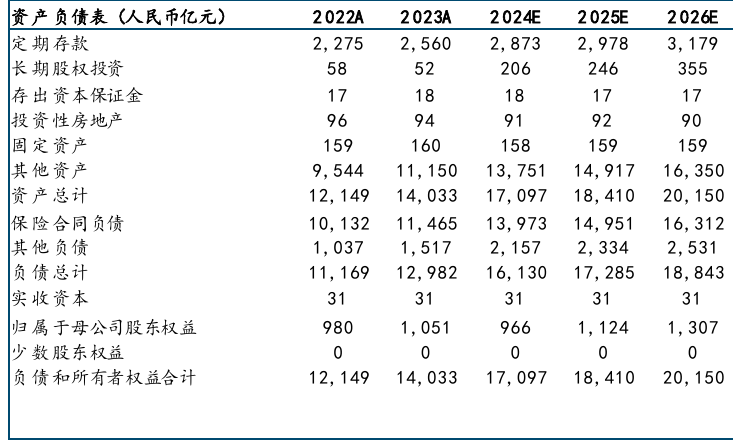 资产负债表（人民币亿元） 2022A 2023A 2024E 2025E 2026E
定期存款 2,275 2,560 2,873 2,978 3,179
长期股权投资 58 52 206 246 355
存出资本保证金 17 18 18 17 17
投资性房地产 96 94 91 92 90
固定资产 159 160 158 159 159
其他资产 9,544 11,150 13,751 14,917 16,350
资产总计 12,149 14,033 17,097 18,410 20,150
保险合同负债 10,132 11,465 13,973 14,951 16,312
其他负债 1,037 1,517 2,157 2,334 2,531
负债总计 11,169 12,982 16,130 17,285 18,843
实收资本 31 31 31 31 31
归属于母公司股东权益 980 1,051 966 1,124 1,307
少数股东权益 0 0 0 0 0
负债和所有者权益合计 12,149 14,033 17,097 18,410 20,150